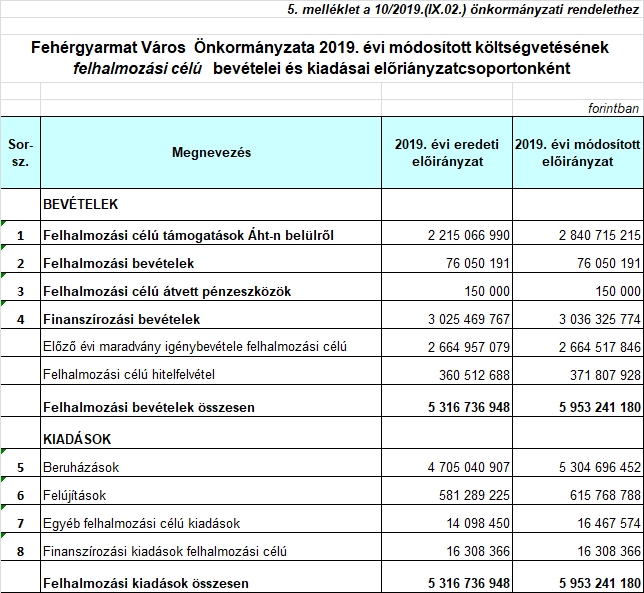 5. melléklet a 10/2019.(IX.02.) önkormányzati rendelethez
Fehérgyarmat Város Önkormányzata 2019. évi módosított költségvetésének
felhalmozási célú bevételei és kiadásai előriányzatcsoportonként
forintban
Sor-
sz.
Megnevezés
2019. évi eredeti
előirányzat
2019. évi módosított
előirányzat
BEVÉTELEK
1 Felhalmozási célú támogatások Áht-n belülről 2 215 066 990 2 840 715 215
2 Felhalmozási bevételek 76 050 191 76 050 191
3 Felhalmozási célú átvett pénzeszközök 150 000 150 000
4 Finanszírozási bevételek 3 025 469 767 3 036 325 774
Előző évi maradvány igénybevétele felhalmozási célú 2 664 957 079 2 664 517 846
Felhalmozási célú hitelfelvétel 360 512 688 371 807 928
Felhalmozási bevételek összesen 5 316 736 948 5 953 241 180
KIADÁSOK
5 Beruházások 4 705 040 907 5 304 696 452
6 Felújítások 581 289 225 615 768 788
7 Egyéb felhalmozási célú kiadások 14 098 450 16 467 574
8 Finanszírozási kiadások felhalmozási célú 16 308 366 16 308 366
Felhalmozási kiadások összesen 5 316 736 948 5 953 241 180